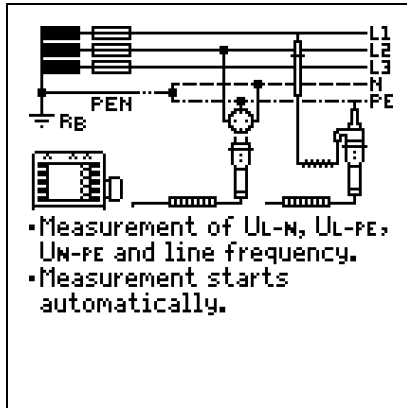 L1
L2
L3
N
PEN
PE
RB
▪Measurement of UL-N, UL-PE,
UN-PE and line frequency.
▪Measurement starts
automatically.